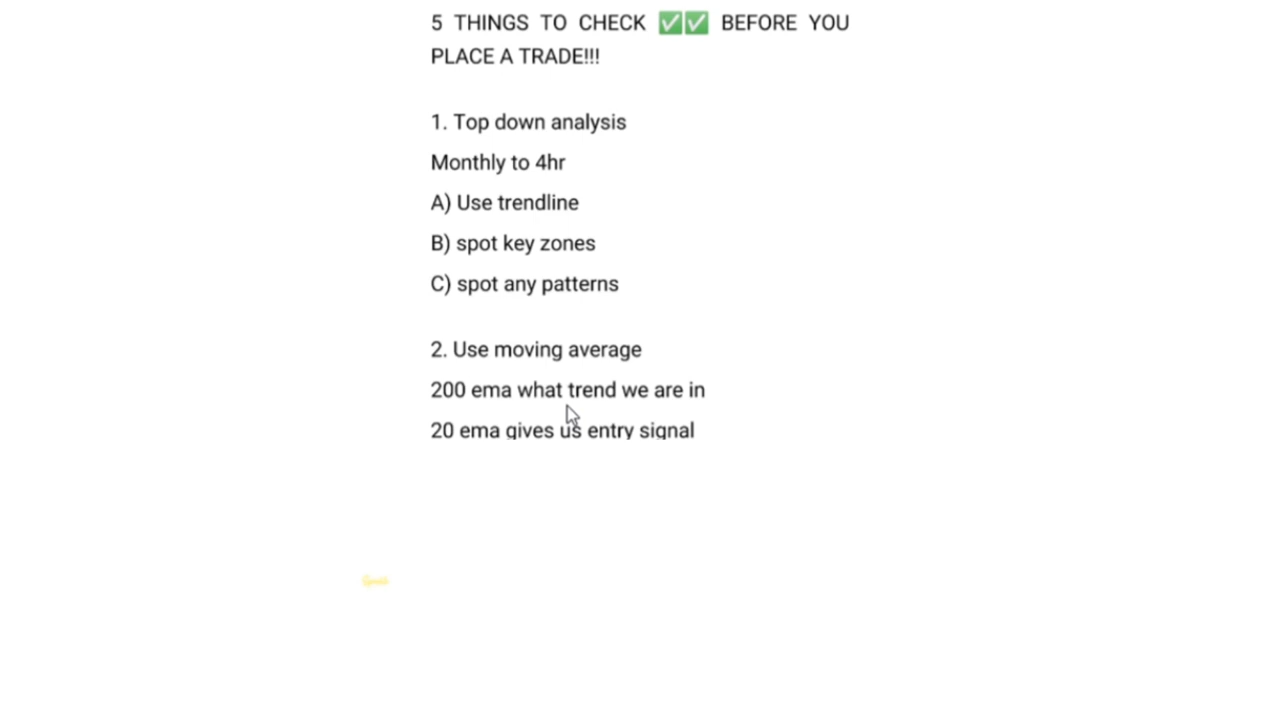 5 THINGS TO CHECK ✅✅ BEFORE YOU
PLACE A TRADE!!!
1. Top down analysis
Monthly to 4hr
A) Use trendline
B) spot key zones
C) spot any patterns
2. Use moving average
200 ema what trend we are in
20 ema gives us entry signal